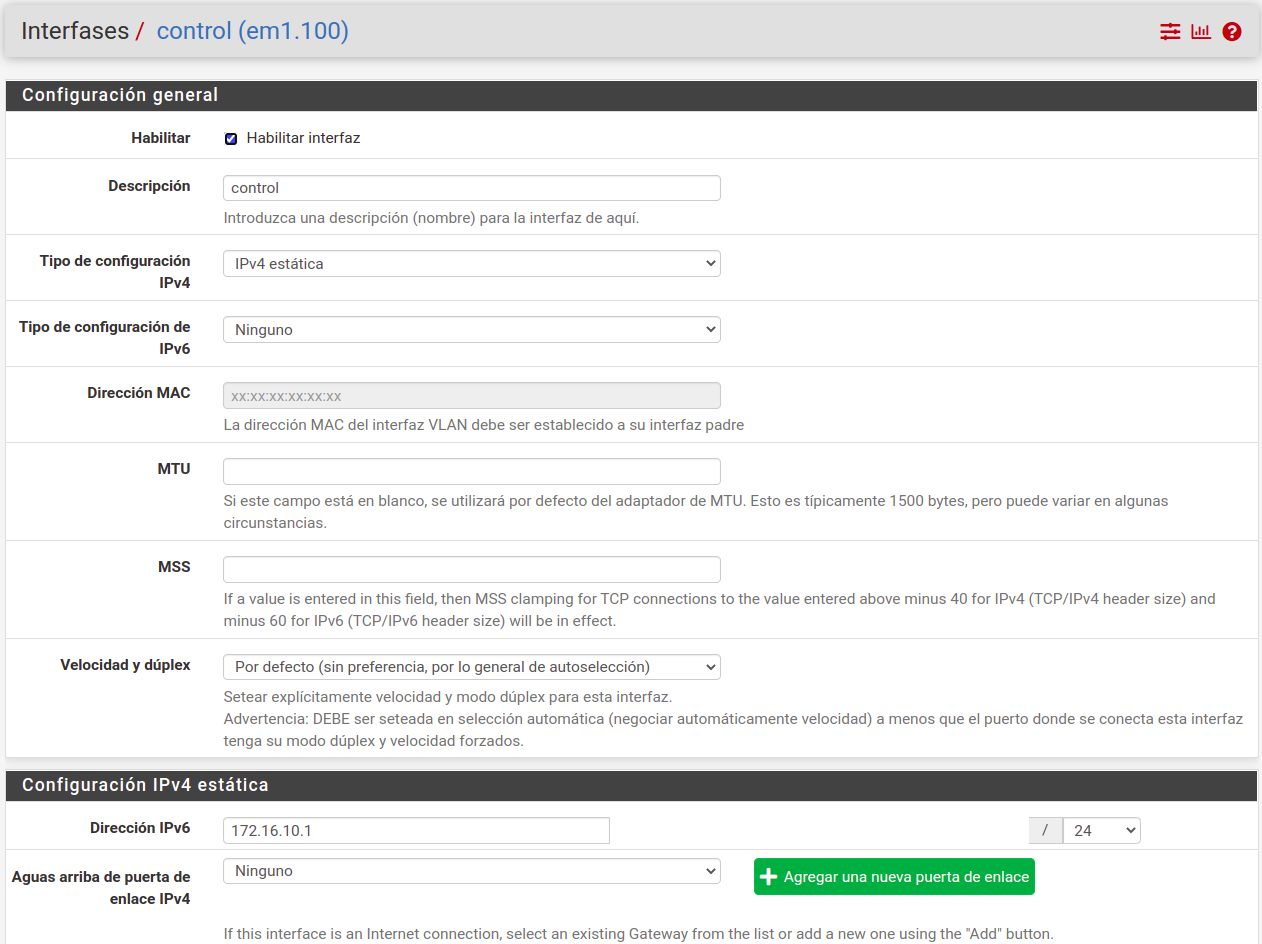 Interfases / control (em1.100)
Configuración general
Habilitar Habilitar interfaz
Descripción control
Introduzca una descripción (nombre) para la interfaz de aquí.
Tipo de configuración IPv4 IPv4 estática
Tipo de configuración de IPv6 Ninguno
Dirección MAC xx:xx:xx:xx:xx:xx
La dirección MAC del interfaz VLAN debe ser establecido a su interfaz padre
MTU
Si este campo está en blanco, se utilizará por defecto del adaptador de MTU. Esto es típicamente 1500 bytes, pero puede variar en algunas
circunstancias.
MSS
If a value is entered in this field, then MSS clamping for TCP connections to the value entered above minus 40 for IPv4 (TCP/IPv4 header size) and
minus 60 for IPv6 (TCP/IPv6 header size) will be in effect.
Velocidad y dúplex Por defecto (sin preferencia, por lo general de autoselección)
Setear explícitamente velocidad y modo dúplex para esta interfaz.
Advertencia: DEBE ser seteada en selección automática (negociar automáticamente velocidad) a menos que el puerto donde se conecta esta interfaz
tenga su modo dúplex y velocidad forzados.
Configuración IPv4 estática
Dirección IPv6 172.16.10.1 / 24
Aguas arriba de puerta de enlace IPv4 Ninguno Agregar una nueva puerta de enlace
If this interface is an Internet connection, select an existing Gateway from the list or add a new one using the "Add" button.